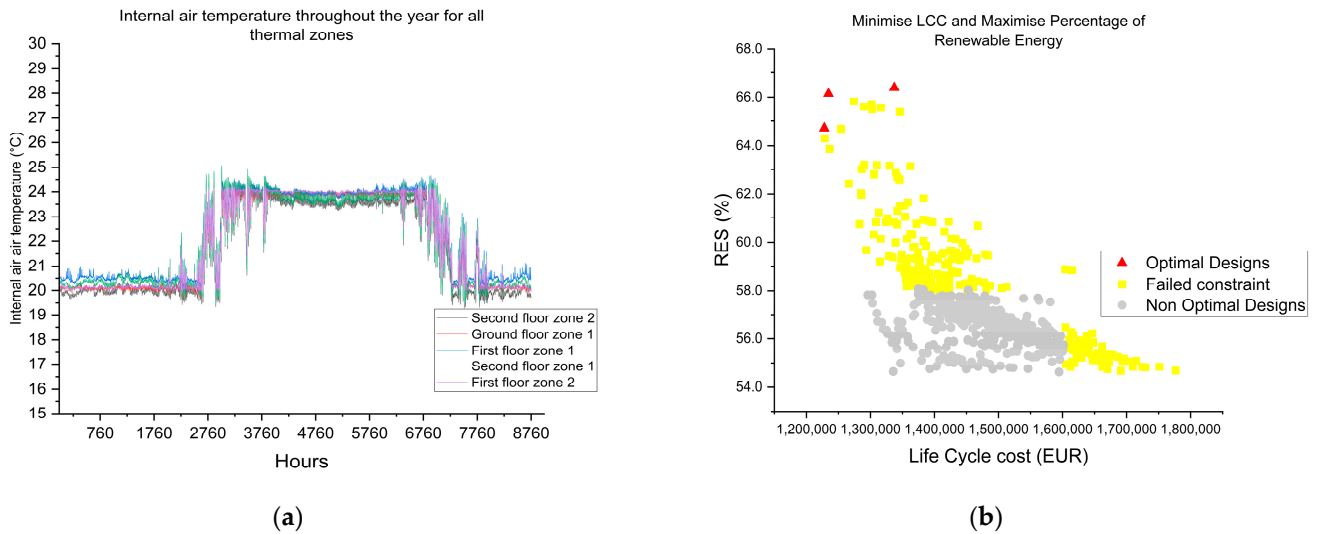 Internal air temperature throughout the year for all
thermal zones
Internal air air temperature (°C)
30
29
28
27
26
25
24
23
22
21
20
19
18
17
16
15
760 1760 2760 3760 4760 5760 6760 7760 8760
Hours
Second floor zone 2
Ground floor zone 1
First floor zone 1
Second floor zone 1
First floor zone 2
(a)
Minimise LCC and Maximise Percentage of
Renewable Energy
RES (%)
68.0
66.0
64.0
62.0
60.0
58.0
56.0
54.0
1,200,000 1,300,000 1,400,000 1,500,000 1,600,000 1,700,000 1,800,000
Life Cycle cost (EUR)
Optimal Designs
Failed constraint
Non Optimal Designs
(b)